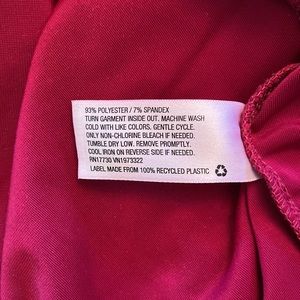 93% POLYESTER / 7% SPANDEX
TURN GARMENT INSIDE OUT. MACHINE WASH
COLD WITH LIKE COLORS. GENTLE CYCLE.
ONLY NON-CHLORINE BLEACH IF NEEDED.
TUMBLE DRY LOW. REMOVE PROMPTLY.
COOL IRON ON REVERSE SIDE IF NEEDED.
RN17730 VN1973322
LABEL MADE FROM 100% RECYCLED PLASTIC